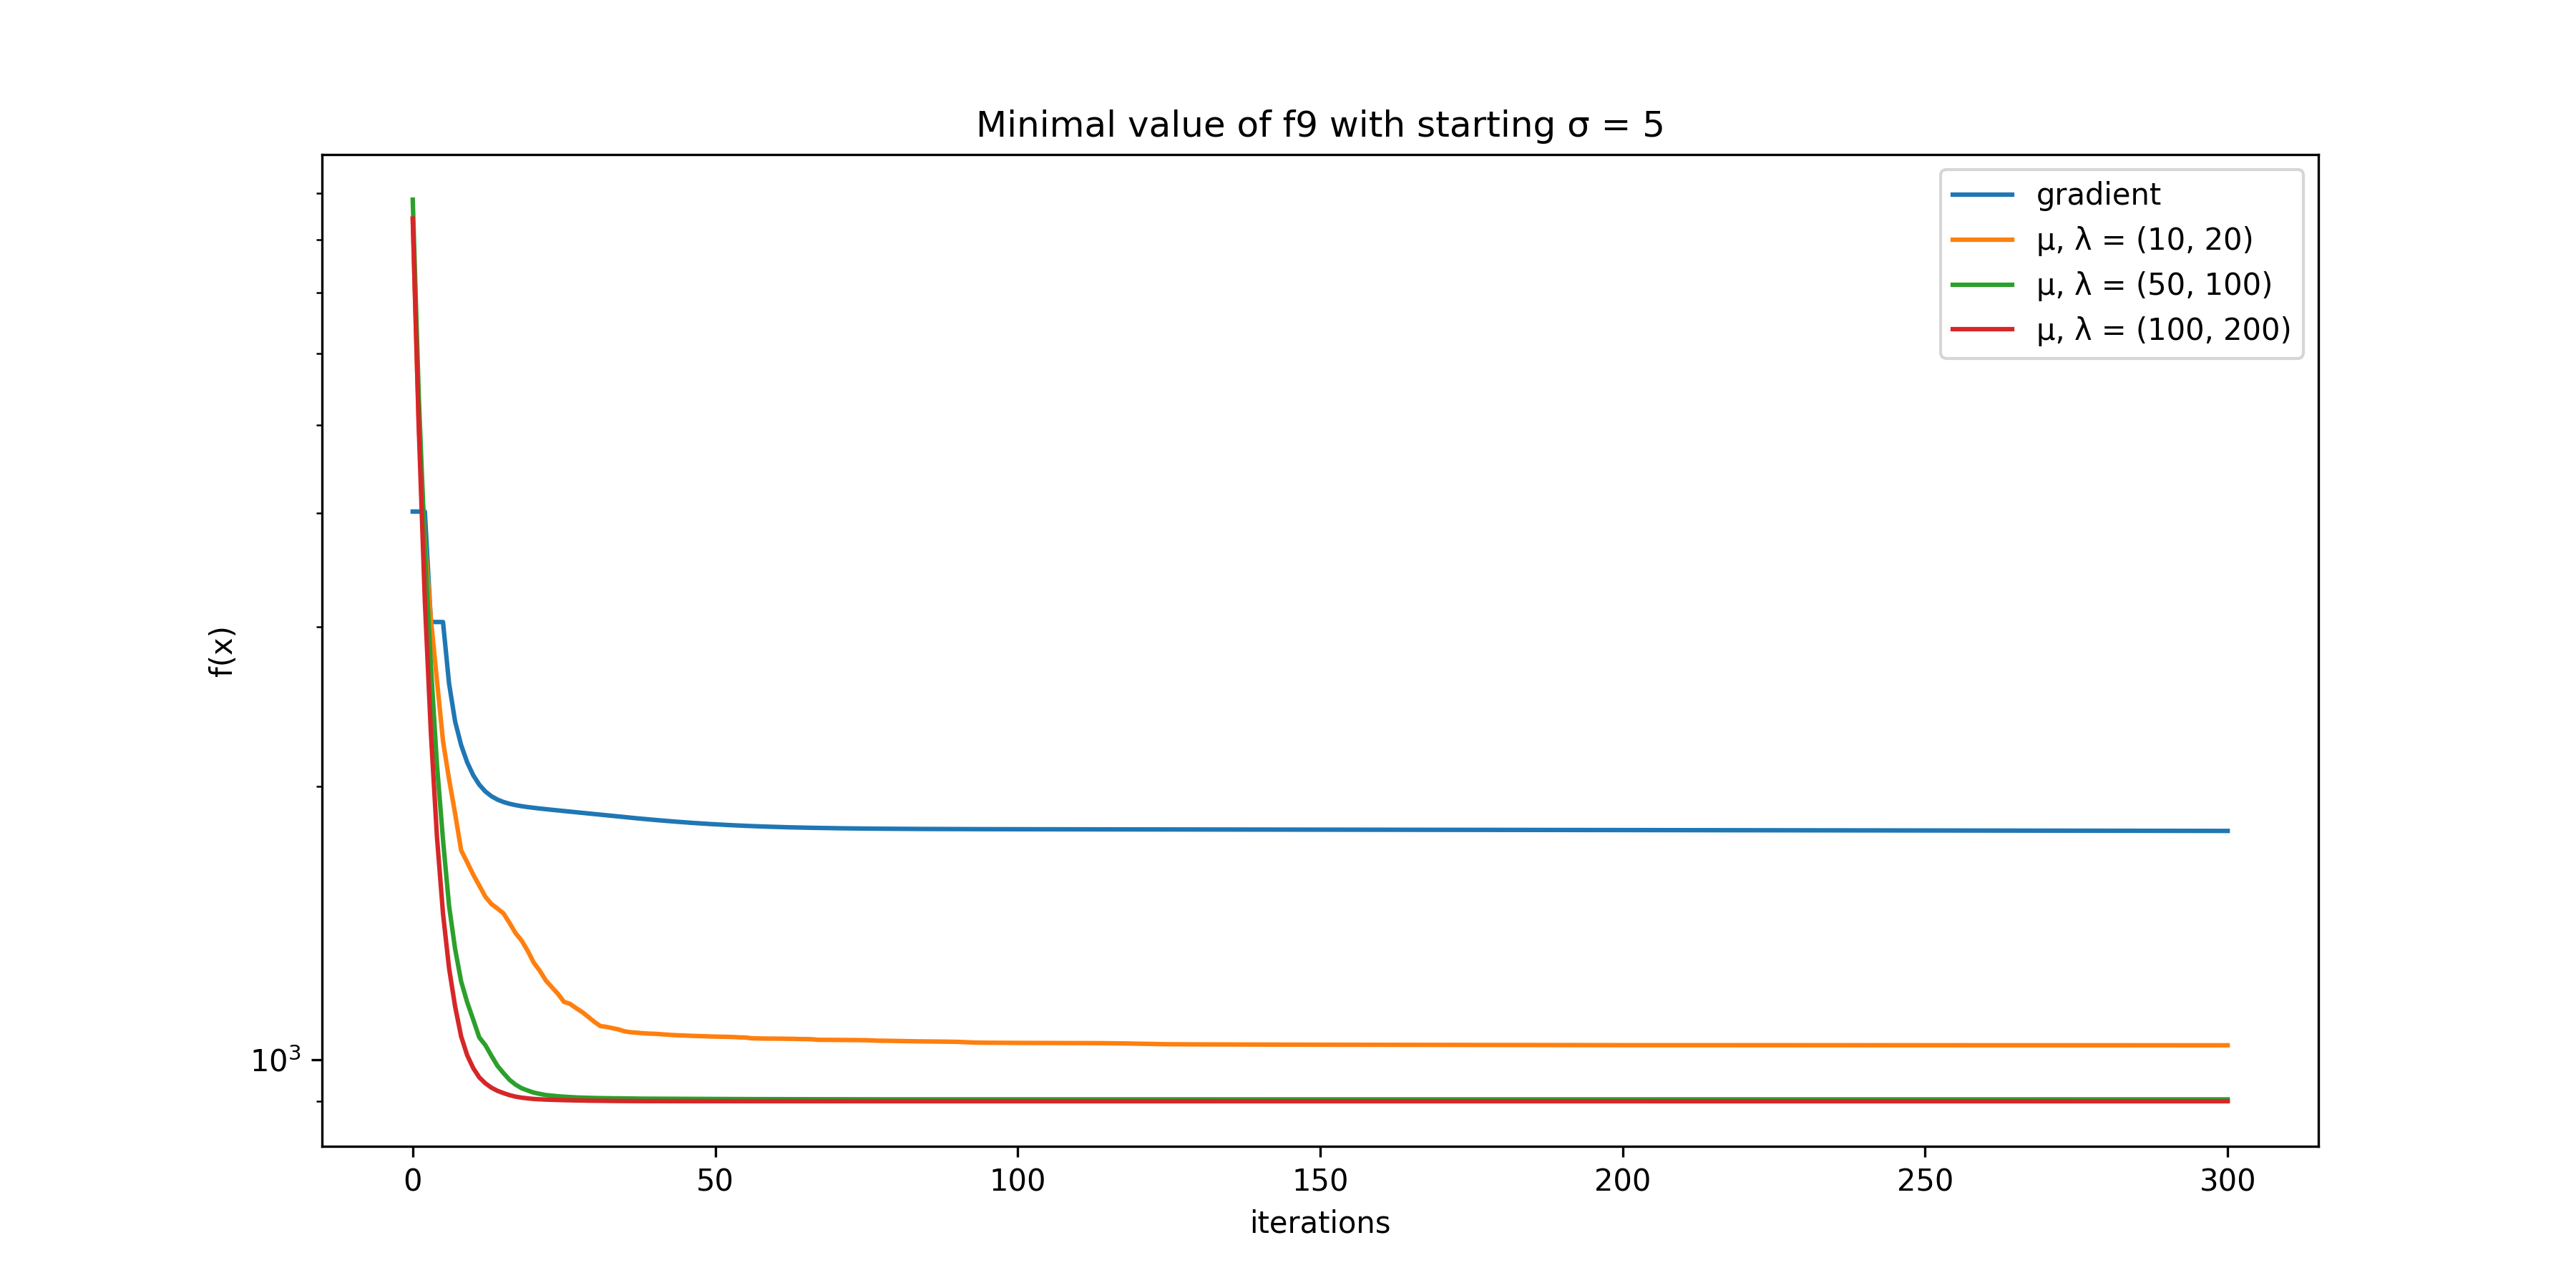 Minimal value of f9 with starting σ = 5
gradient
μ, λ = (10, 20)
μ, λ = (50, 100)
μ, λ = (100, 200)
f(x)
10³
0 50 100 150 200 250 300
iterations